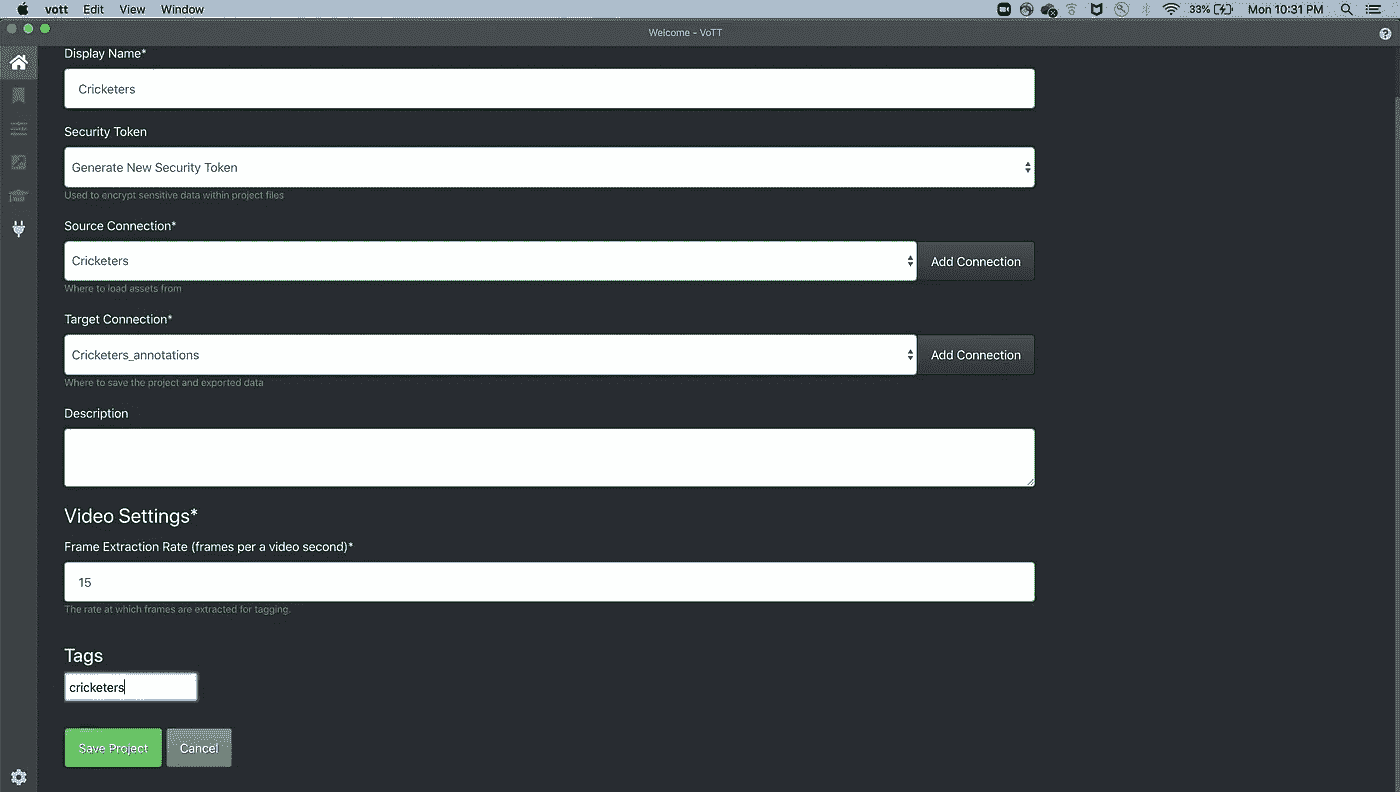 vott Edit View Window 33% Mon 10:31 PM
Welcome - VoTT
Display Name*
Cricketers
Security Token
Generate New Security Token
Used to encrypt sensitive data within project files
Source Connection*
Cricketers Add Connection
Where to load assets from
Target Connection*
Cricketers_annotations Add Connection
Where to save the project and exported data
Description
Video Settings*
Frame Extraction Rate (frames per a video second)*
15
The rate at which frames are extracted for tagging.
Tags
cricketers
Save Project Cancel